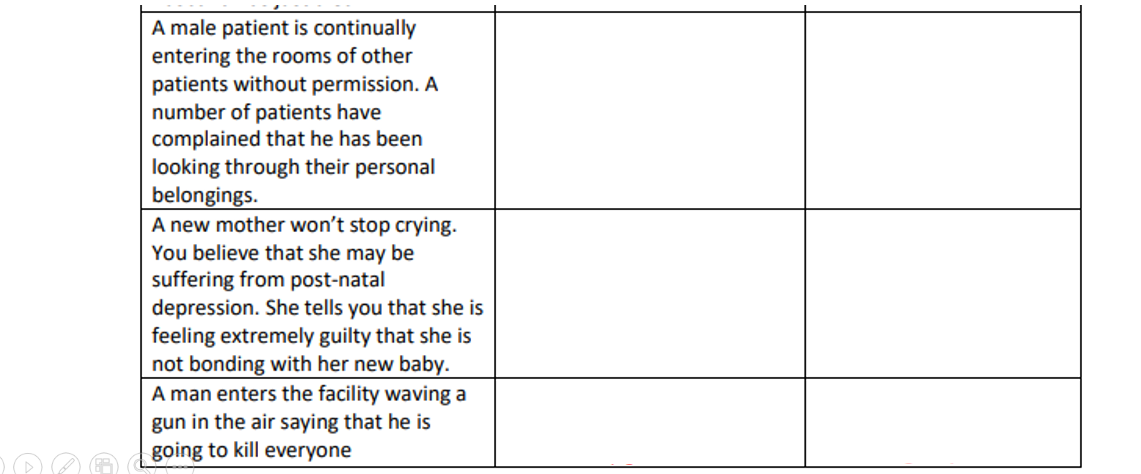 A male patient is continually
entering the rooms of other
patients without permission. A
number of patients have
complained that he has been
looking through their personal
belongings.
A new mother won’t stop crying.
You believe that she may be
suffering from post-natal
depression. She tells you that she is
feeling extremely guilty that she is
not bonding with her new baby.
A man enters the facility waving a
gun in the air saying that he is
going to kill everyone